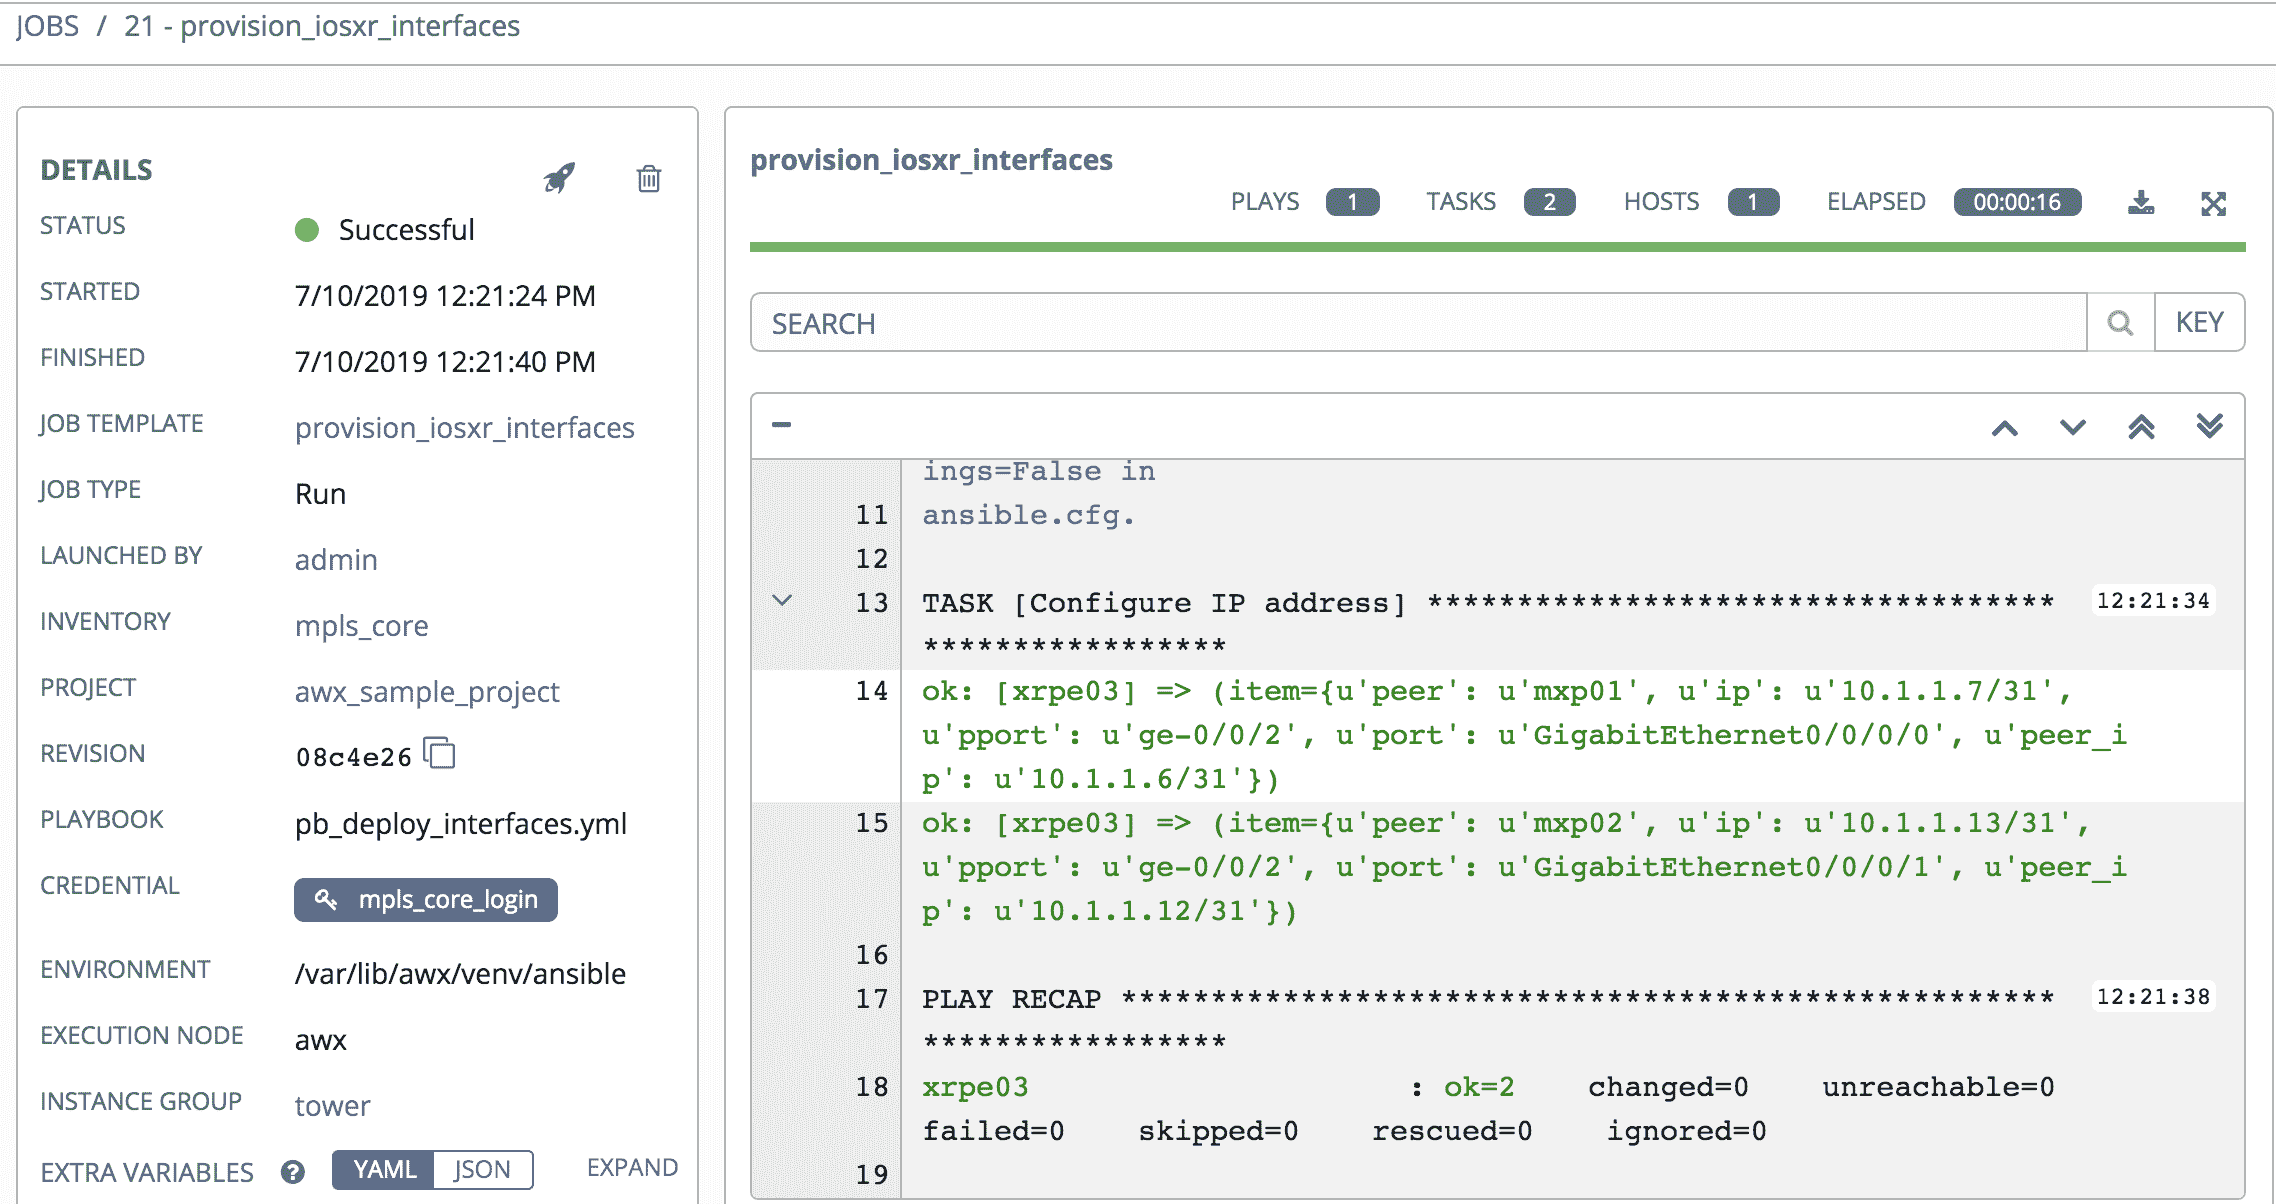 JOBS / 21 - provision_iosxr_interfaces
DETAILS
STATUS Successful
STARTED 7/10/2019 12:21:24 PM
FINISHED 7/10/2019 12:21:40 PM
JOB TEMPLATE provision_iosxr_interfaces
JOB TYPE Run
LAUNCHED BY admin
INVENTORY mpls_core
PROJECT awx_sample_project
REVISION 08c4e26
PLAYBOOK pb_deploy_interfaces.yml
CREDENTIAL mpls_core_login
ENVIRONMENT /var/lib/awx/venv/ansible
EXECUTION NODE awx
INSTANCE GROUP tower
EXTRA VARIABLES ? YAML JSON EXPAND
provision_iosxr_interfaces
PLAYS 1 TASKS 2 HOSTS 1 ELAPSED 00:00:16
SEARCH KEY
ings=False in
11 ansible.cfg.
12
13 TASK [Configure IP address] *********************************** 12:21:34
*****************
14 ok: [xrpe03] => (item={u'peer': u'mxp01', u'ip': u'10.1.1.7/31',
u'pport': u'ge-0/0/2', u'port': u'GigabitEthernet0/0/0/0', u'peer_i
p': u'10.1.1.6/31'})
15 ok: [xrpe03] => (item={u'peer': u'mxp02', u'ip': u'10.1.1.13/31',
u'pport': u'ge-0/0/2', u'port': u'GigabitEthernet0/0/0/1', u'peer_i
p': u'10.1.1.12/31'})
16
17 PLAY RECAP **************************************************** 12:21:38
*****************
18 xrpe03 : ok=2 changed=0 unreachable=0
failed=0 skipped=0 rescued=0 ignored=0
19